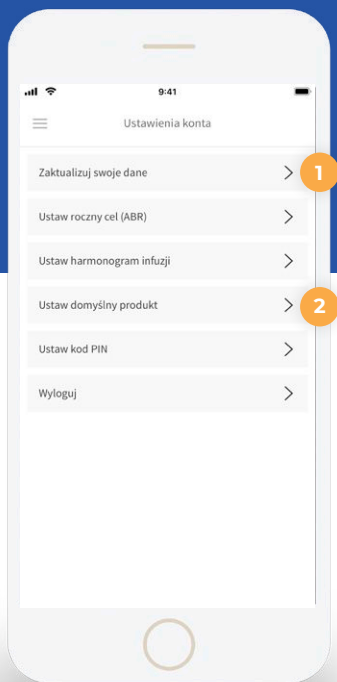 9:41
Ustawienia konta
Zaktualizuj swoje dane
1
Ustaw roczny cel (ABR)
Ustaw harmonogram infuzji
Ustaw domyślny produkt
2
Ustaw kod PIN
Wyloguj